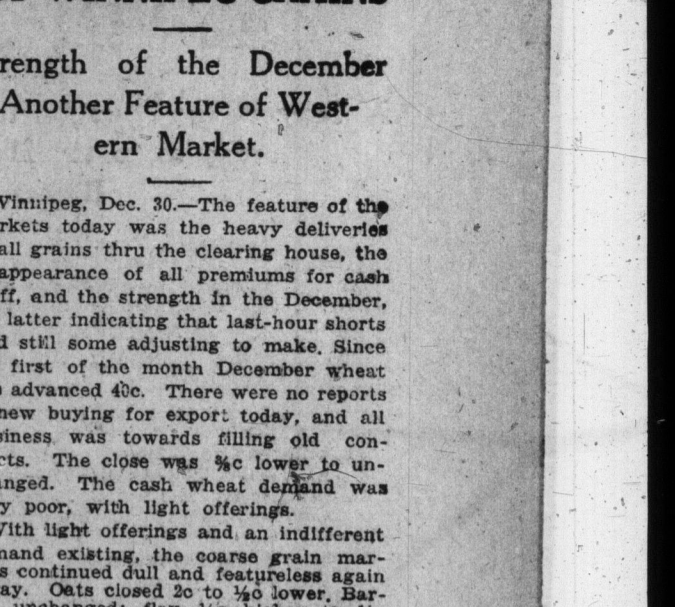 rength of the December
Another Feature of West-
ern Market.
Winnipeg, Dec. 30.—The feature of the
rkets today was the heavy deliveries
all grains thru the clearing house, the
appearance of all premiums for cash
ff, and the strength in the December,
latter indicating that last-hour shorts
d still some adjusting to make. Since
first of the month December wheat
advanced 40c. There were no reports
new buying for export today, and all
siness was towards filling old con-
cts. The close was ⅝c lower to un-
anged. The cash wheat demand was
y poor, with light offerings.
With light offerings and an indifferent
mand existing, the coarse grain mar-
s continued dull and featureless again
ay. Oats closed 2c to ½c lower. Bar-